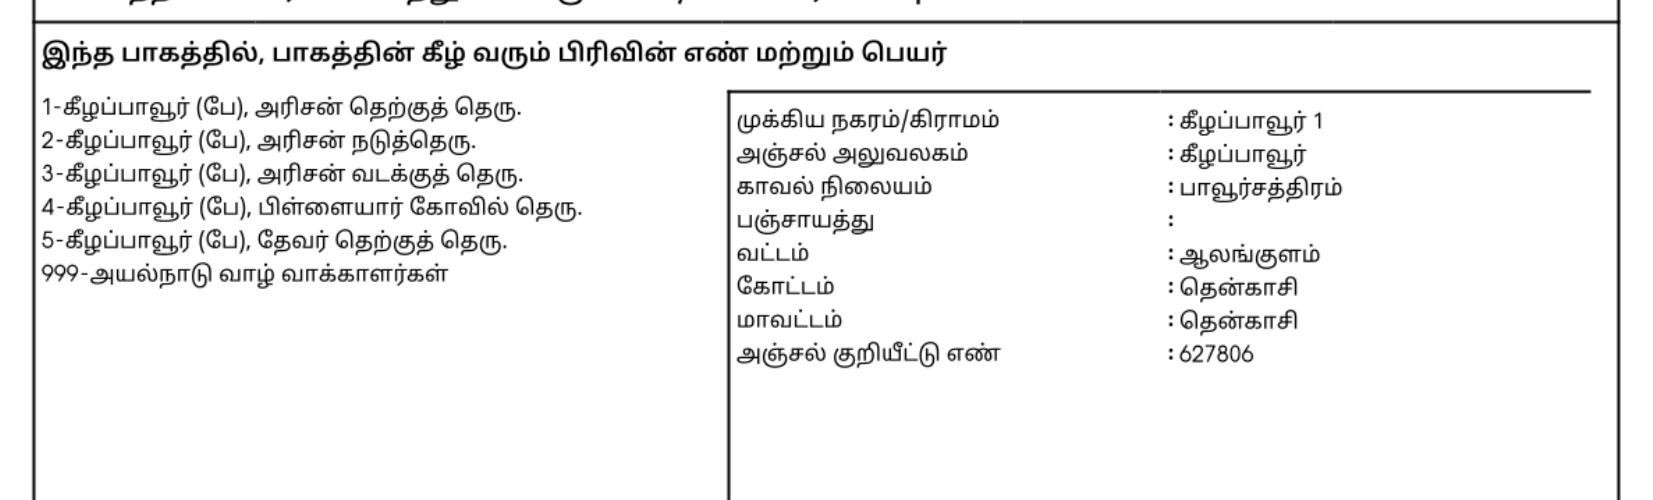 இந்த பாகத்தில், பாகத்தின் கீழ் வரும் பிரிவின் எண் மற்றும் பெயர்
1-கீழப்பாவூர் (பே), அரிசன் தெற்குத் தெரு.
2-கீழப்பாவூர் (பே), அரிசன் நடுத்தெரு.
3-கீழப்பாவூர் (பே), அரிசன் வடக்குத் தெரு.
4-கீழப்பாவூர் (பே), பிள்ளையார் கோவில் தெரு.
5-கீழப்பாவூர் (பே), தேவர் தெற்குத் தெரு.
999-அயல்நாடு வாழ் வாக்காளர்கள்
முக்கிய நகரம்/கிராமம் : கீழப்பாவூர் 1
அஞ்சல் அலுவலகம் : கீழப்பாவூர்
காவல் நிலையம் : பாவூர்சத்திரம்
பஞ்சாயத்து :
வட்டம் : ஆலங்குளம்
கோட்டம் : தென்காசி
மாவட்டம் : தென்காசி
அஞ்சல் குறியீட்டு எண் : 627806